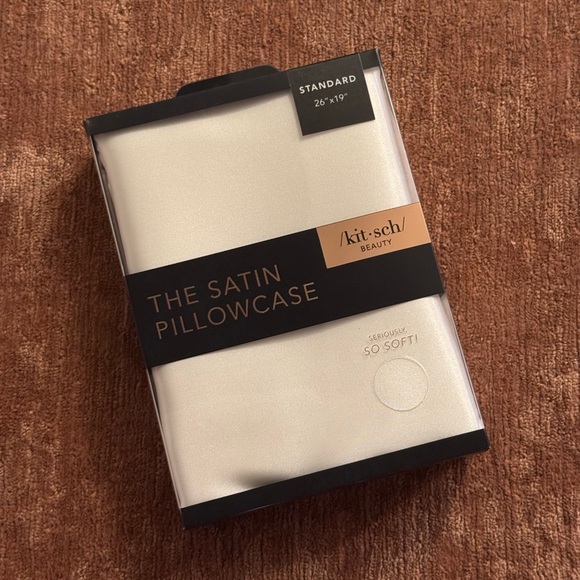 STANDARD
26"x19"
/kit·sch/
BEAUTY
THE SATIN
PILLOWCASE
SERIOUSLY,
SO SOFT!